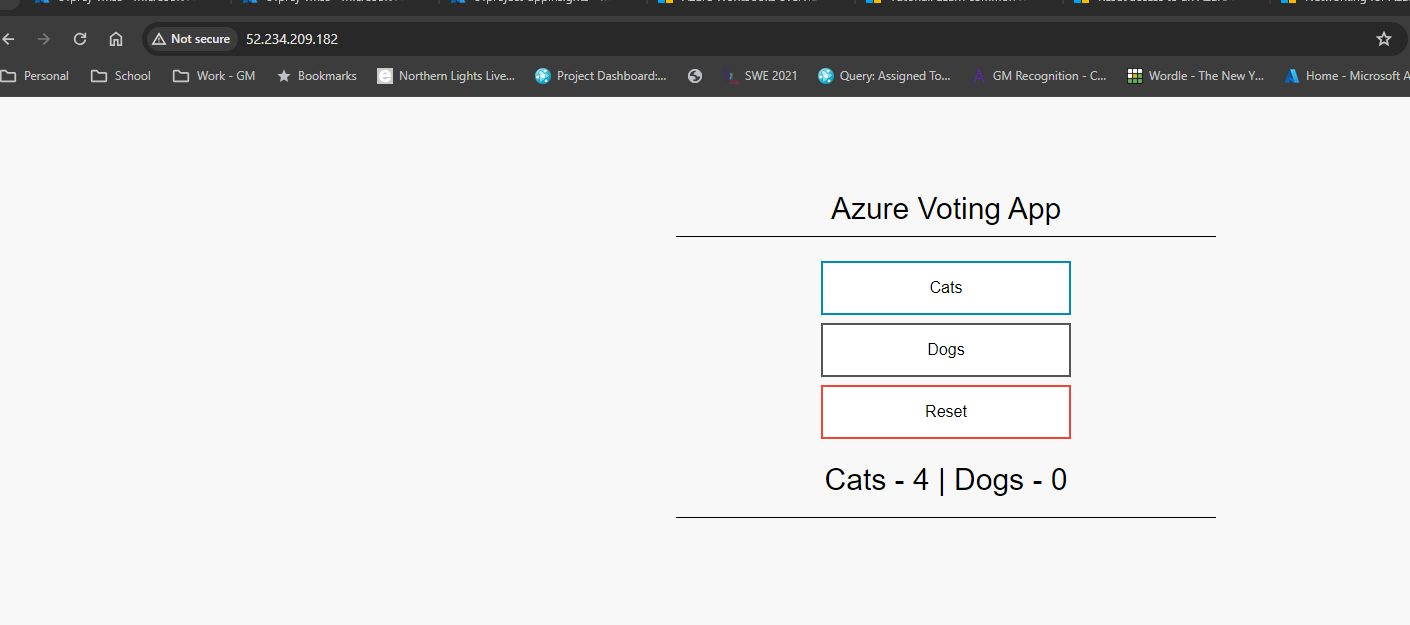 Not secure 52.234.209.182
Personal School Work - GM Bookmarks Northern Lights Live... Project Dashboard:... SWE 2021 Query: Assigned To... GM Recognition - C... Wordle - The New Y... Home - Microsoft A
Azure Voting App
Cats
Dogs
Reset
Cats - 4 | Dogs - 0